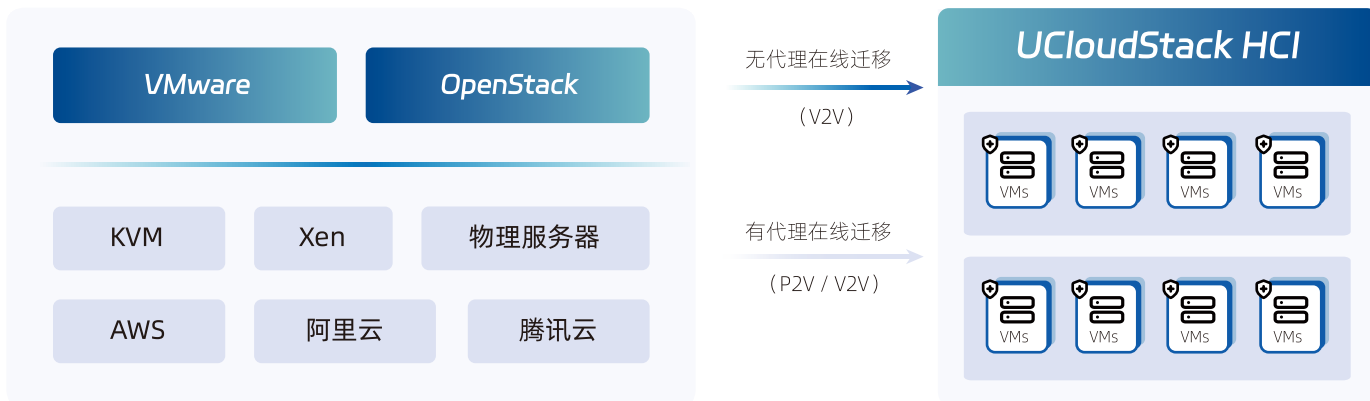 VMware
OpenStack
KVM
Xen
物理服务器
AWS
阿里云
腾讯云
无代理在线迁移
（V2V）
有代理在线迁移
（P2V / V2V）
UCloudStack HCI
VMs
VMs
VMs
VMs
VMs
VMs
VMs
VMs